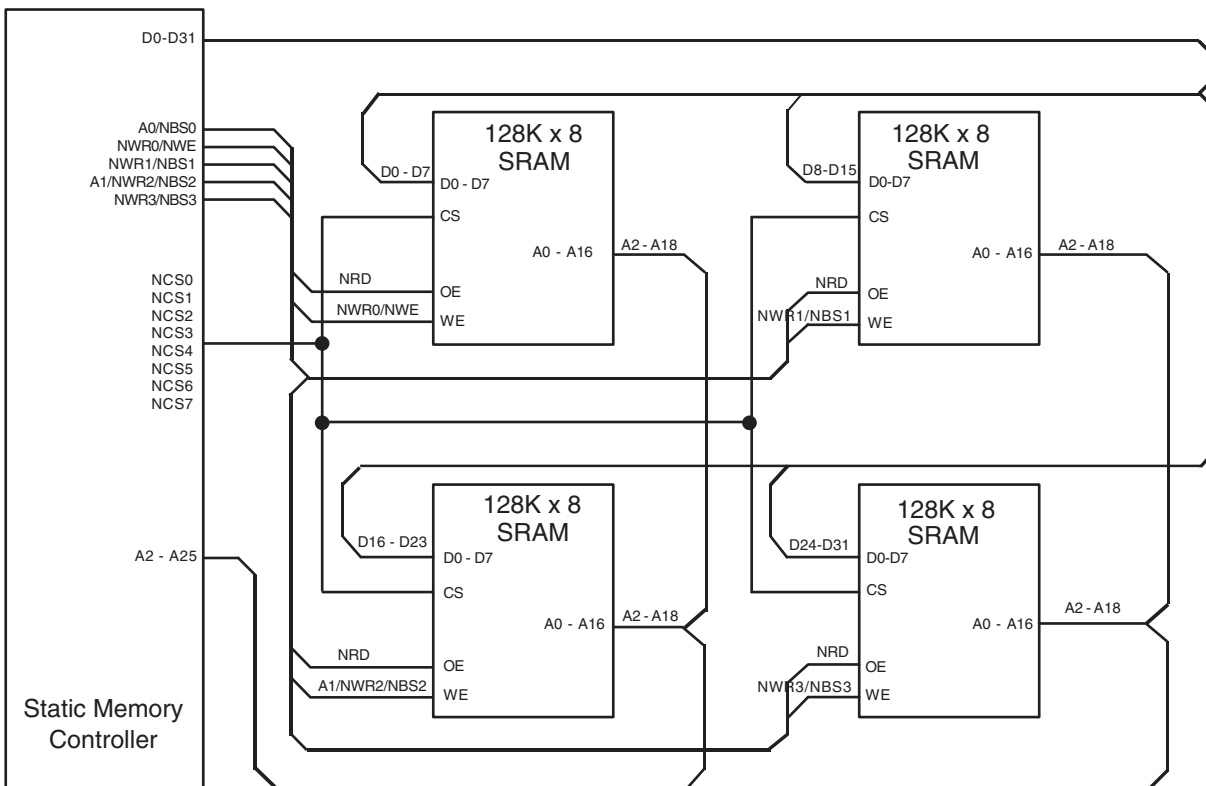 D0-D31
A0/NBS0
NWR0/NWE
NWR1/NBS1
A1/NWR2/NBS2
NWR3/NBS3
NCS0
NCS1
NCS2
NCS3
NCS4
NCS5
NCS6
NCS7
A2 - A25
Static Memory
Controller
128K x 8
SRAM
D0 - D7
D0 - D7
CS
A0 - A16
A2 - A18
NRD
OE
NWR0/NWE
WE
128K x 8
SRAM
D8-D15
D0-D7
CS
A0 - A16
A2 - A18
NRD
OE
NWR1/NBS1
WE
128K x 8
SRAM
D16 - D23
D0 - D7
CS
A0 - A16
A2 - A18
NRD
OE
A1/NWR2/NBS2
WE
128K x 8
SRAM
D24-D31
D0-D7
CS
A0 - A16
A2 - A18
NRD
OE
NWR3/NBS3
WE